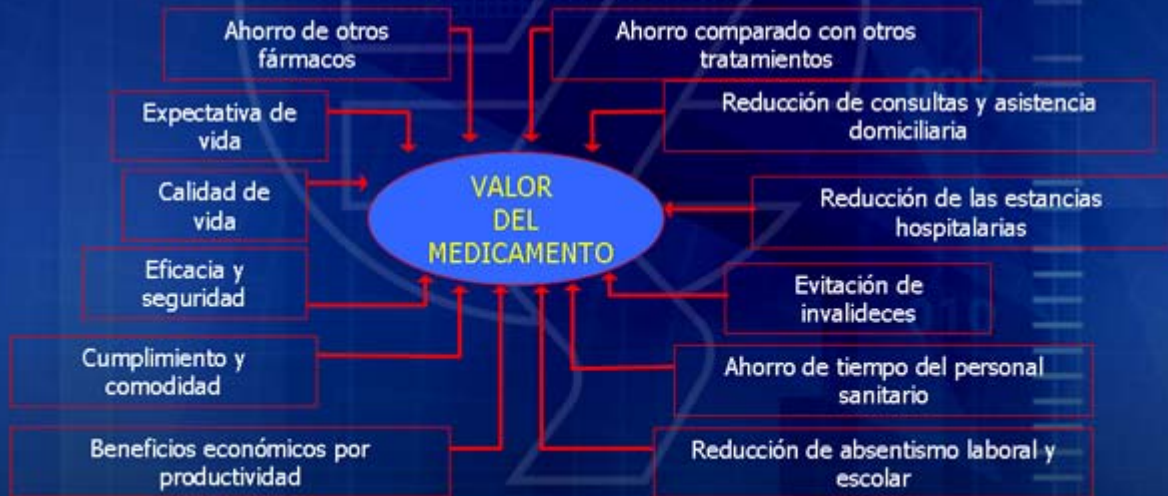 Ahorro de otros
fármacos
Ahorro comparado con otros
tratamientos
Expectativa de
vida
Reducción de consultas y asistencia
domiciliaria
Calidad de
vida
VALOR
DEL
MEDICAMENTO
Reducción de las estancias
hospitalarias
Eficacia y
seguridad
Evitación de
invalideces
Cumplimiento y
comodidad
Ahorro de tiempo del personal
sanitario
Beneficios económicos por
productividad
Reducción de absentismo laboral y
escolar
010